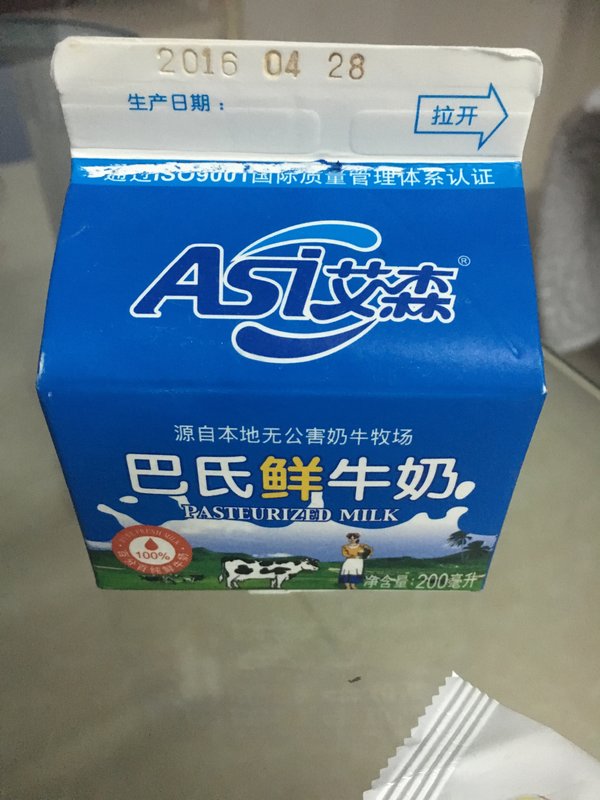 2016 04 28
生产日期：
拉开
通过ISO9001国际质量管理体系认证
ASi艾森®
源自本地无公害奶牛牧场
巴氏鲜牛奶
PASTEURIZED MILK
100%
净含量：200毫升